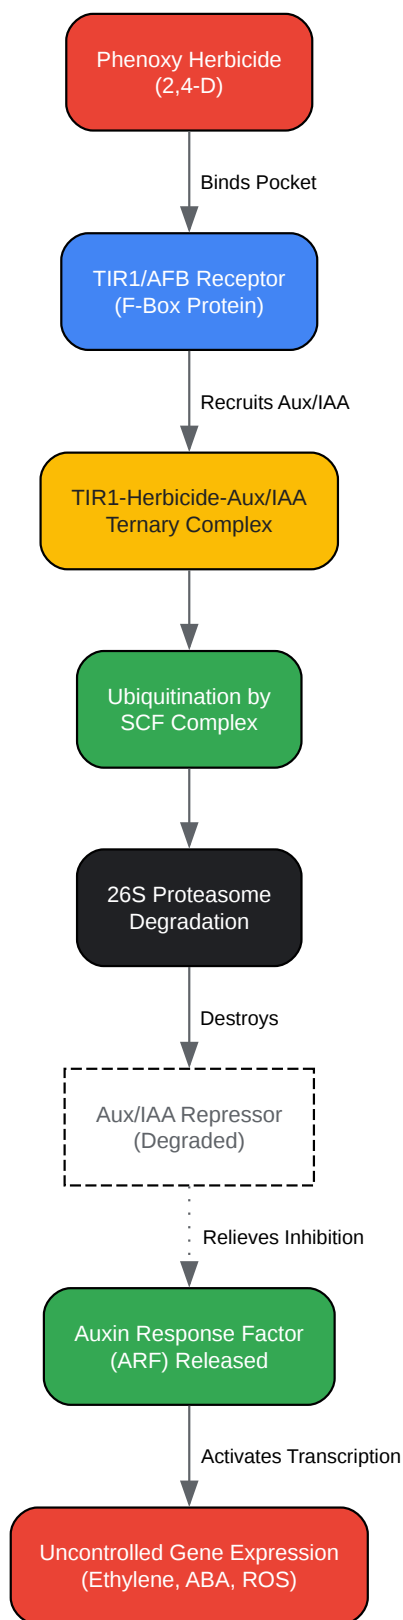 Phenoxy Herbicide
(2,4-D)
Binds Pocket
TIR1/AFB Receptor
(F-Box Protein)
Recruits Aux/IAA
TIR1-Herbicide-Aux/IAA
Ternary Complex
Ubiquitination by
SCF Complex
26S Proteasome
Degradation
Destroys
Aux/IAA Repressor
(Degraded)
Relieves Inhibition
Auxin Response Factor
(ARF) Released
Activates Transcription
Uncontrolled Gene Expression
(Ethylene, ABA, ROS)